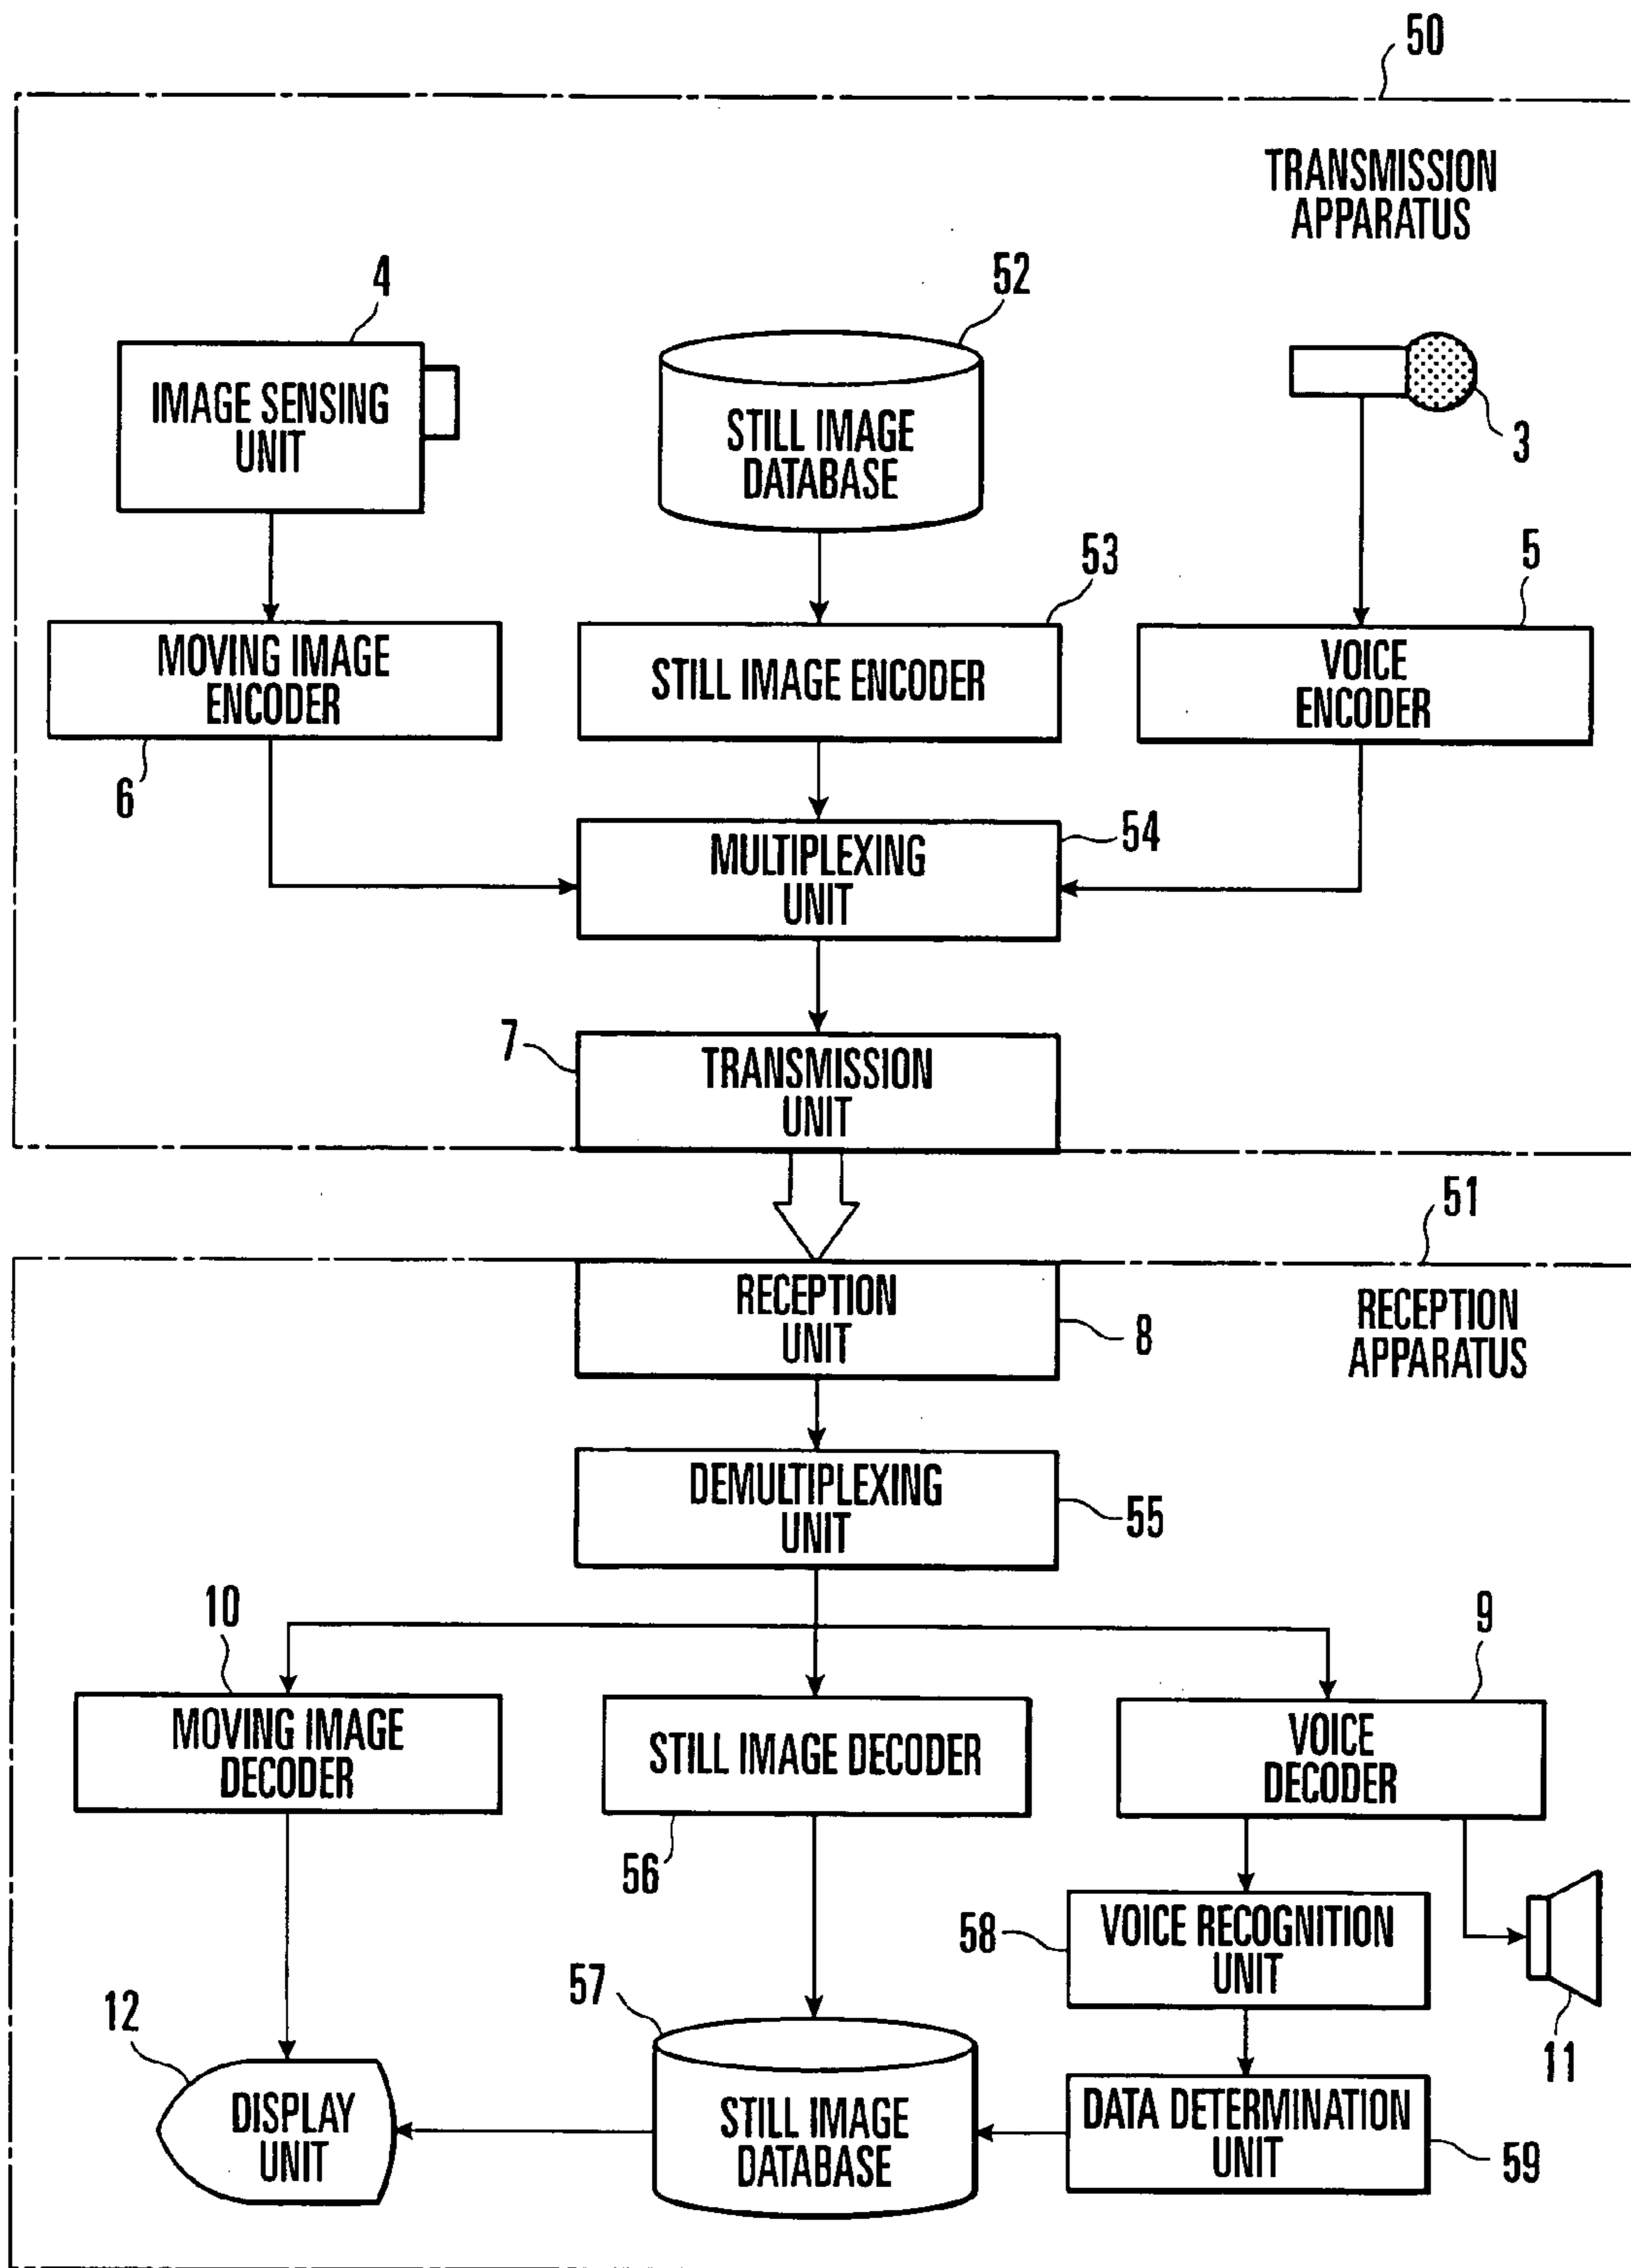 50
TRANSMISSION
APPARATUS
4
52
IMAGE SENSING
UNIT
STILL IMAGE
DATABASE
3
53
5
MOVING IMAGE
ENCODER
STILL IMAGE ENCODER
VOICE
ENCODER
6
54
MULTIPLEXING
UNIT
7
TRANSMISSION
UNIT
51
RECEPTION
UNIT
8
RECEPTION
APPARATUS
DEMULTIPLEXING
UNIT
55
10
9
MOVING IMAGE
DECODER
STILL IMAGE DECODER
VOICE
DECODER
56
58
VOICE RECOGNITION
UNIT
57
11
12
DISPLAY
UNIT
STILL IMAGE
DATABASE
DATA DETERMINATION
UNIT
59